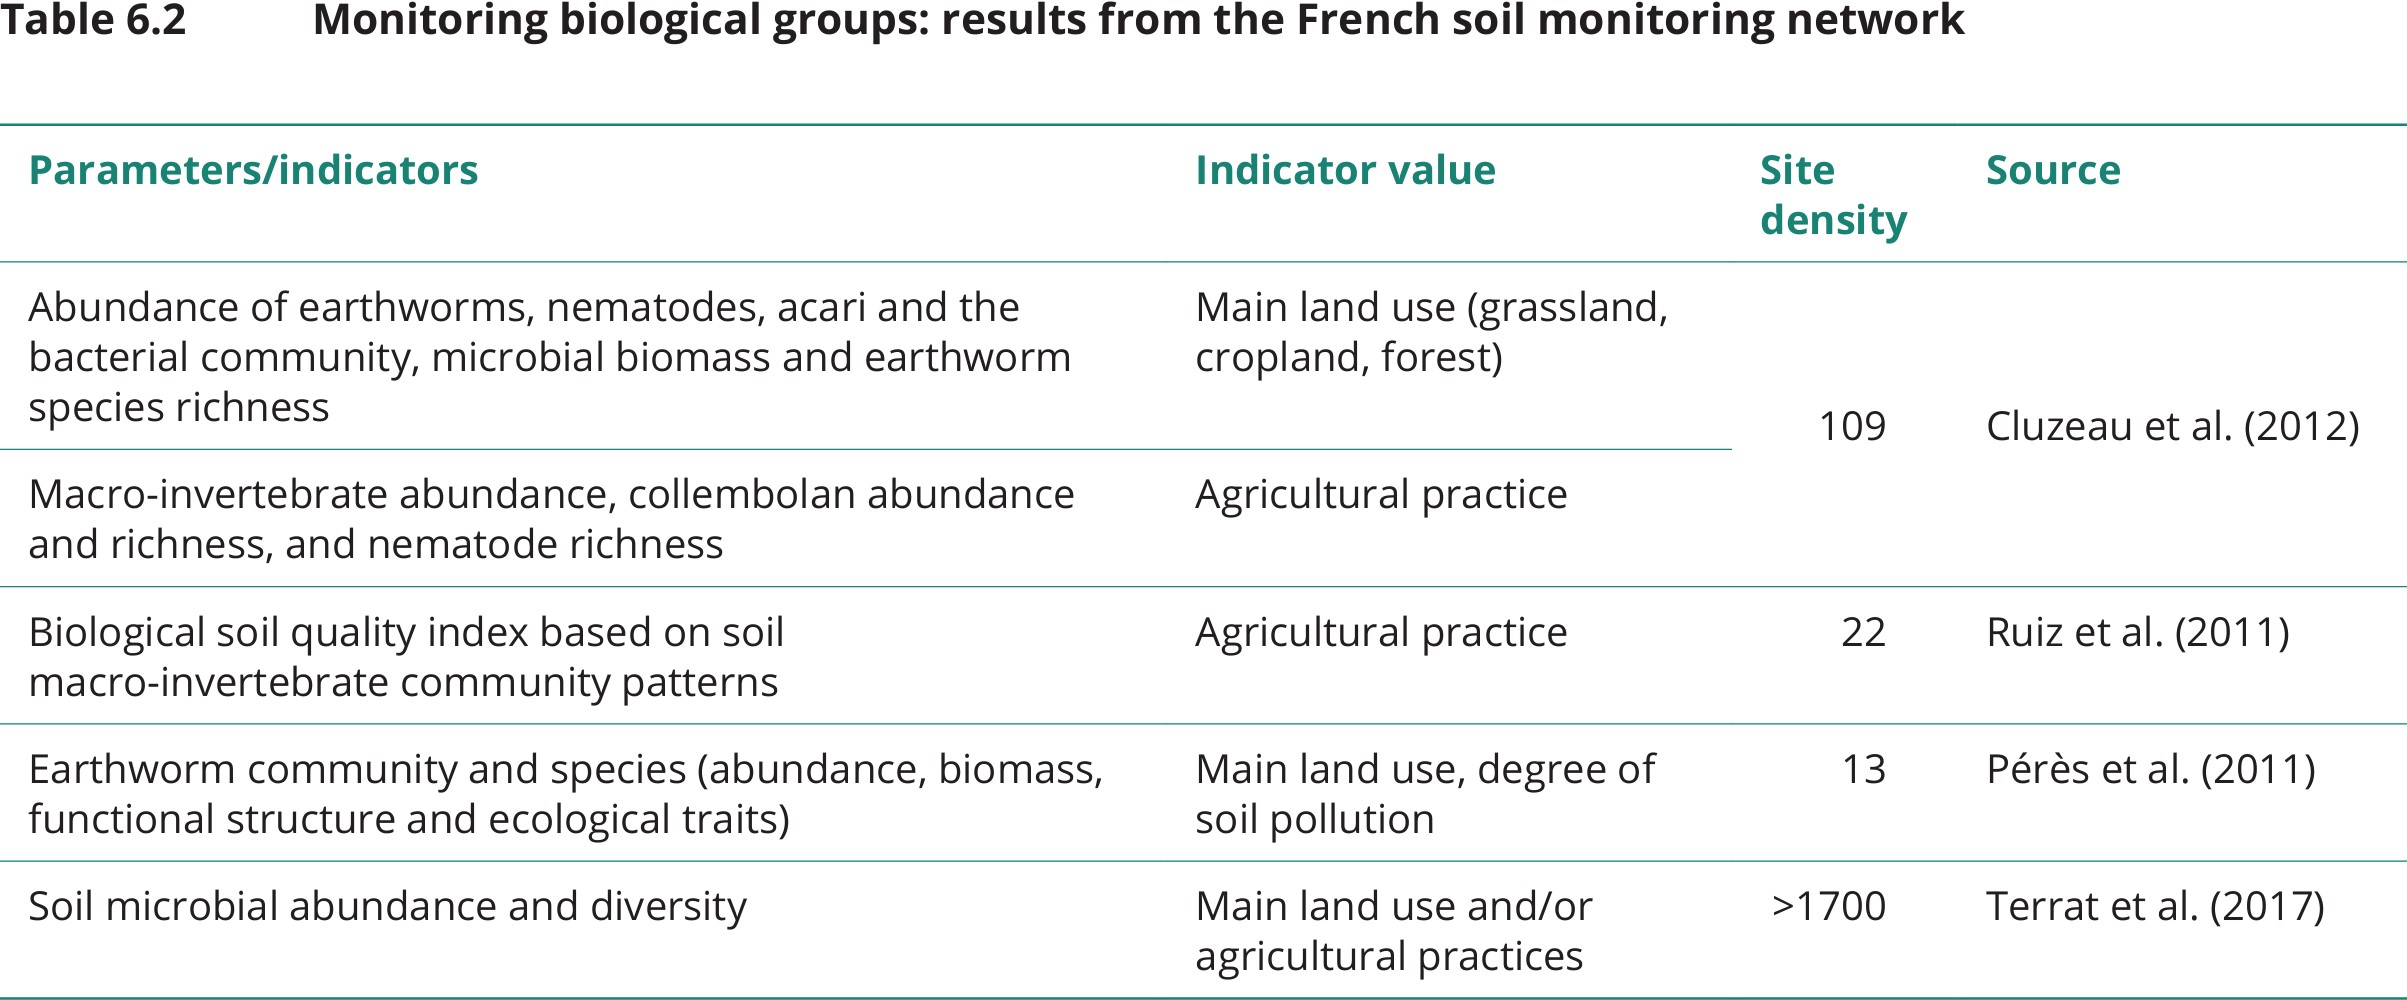 Table 6.2 Monitoring biological groups: results from the French soil monitoring network
Parameters/indicators Indicator value Site density Source
Abundance of earthworms, nematodes, acari and the
bacterial community, microbial biomass and earthworm
species richness
Main land use (grassland,
cropland, forest)
109 Cluzeau et al. (2012)
Macro-invertebrate abundance, collembolan abundance
and richness, and nematode richness
Agricultural practice
Biological soil quality index based on soil
macro-invertebrate community patterns
Agricultural practice
22 Ruiz et al. (2011)
Earthworm community and species (abundance, biomass,
functional structure and ecological traits)
Main land use, degree of
soil pollution
13 Pérès et al. (2011)
Soil microbial abundance and diversity
Main land use and/or
agricultural practices
>1700 Terrat et al. (2017)